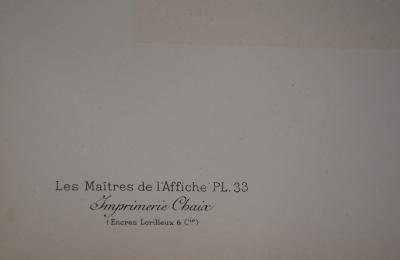 Les Maîtres de l'Affiche PL. 33
Imprimerie Chaix
(Encres Lorilleux & Cie)